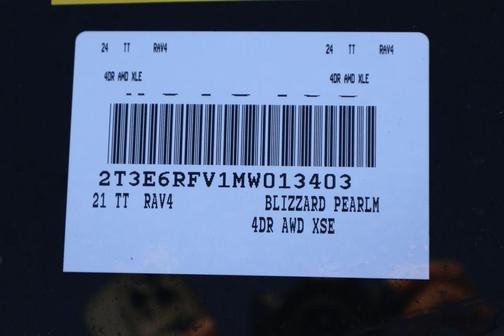 24 TT RAV4 24 TT RAV4
4DR AWD XLE 4DR AWD XLE
2T3E6RFV1MW013403
21 TT RAV4 BLIZZARD PEARLM
4DR AWD XSE